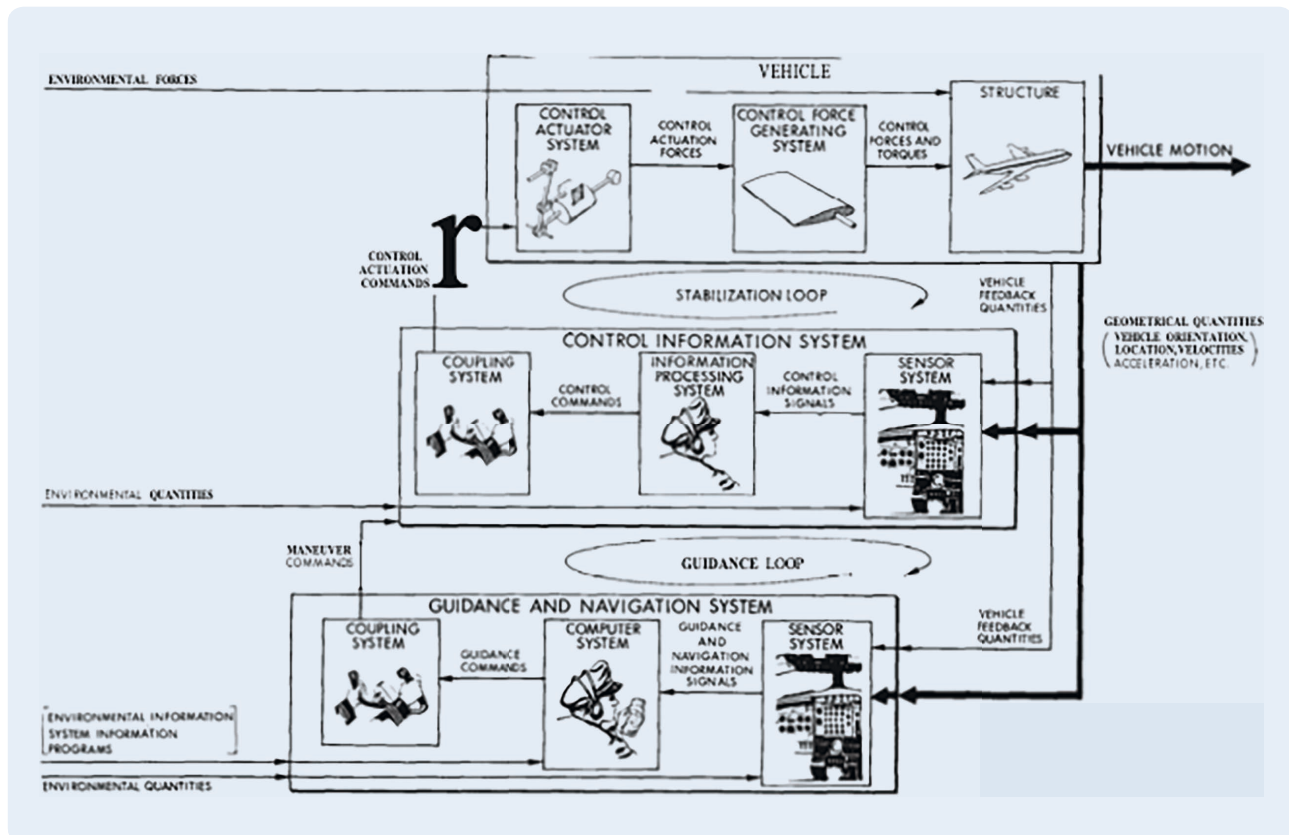 VEHICLE
ENVIRONMENTAL FORCES
STRUCTURE
CONTROL
ACTUATOR
SYSTEM
CONTROL
ACTUATION
FORCES
CONTROL FORCE
GENERATING
SYSTEM
CONTROL
FORCES AND
TORQUES
VEHICLE MOTION
r
CONTROL
ACTUATION
COMMANDS
STABILIZATION LOOP
VEHICLE
FEEDBACK
QUANTITIES
GEOMETRICAL QUANTITIES
(VEHICLE ORIENTATION,
LOCATION, VELOCITIES
ACCELERATION, ETC.)
CONTROL INFORMATION SYSTEM
COUPLING
SYSTEM
CONTROL
COMMANDS
INFORMATION
PROCESSING
SYSTEM
CONTROL
INFORMATION
SIGNALS
SENSOR
SYSTEM
ENVIRONMENTAL QUANTITIES
MANEUVER
COMMANDS
GUIDANCE LOOP
GUIDANCE AND NAVIGATION SYSTEM
COUPLING
SYSTEM
GUIDANCE
COMMANDS
COMPUTER
SYSTEM
GUIDANCE
AND
NAVIGATION
INFORMATION
SIGNALS
SENSOR
SYSTEM
VEHICLE
FEEDBACK
QUANTITIES
[ENVIRONMENTAL INFORMATION
SYSTEM INFORMATION
PROGRAMS]
ENVIRONMENTAL QUANTITIES